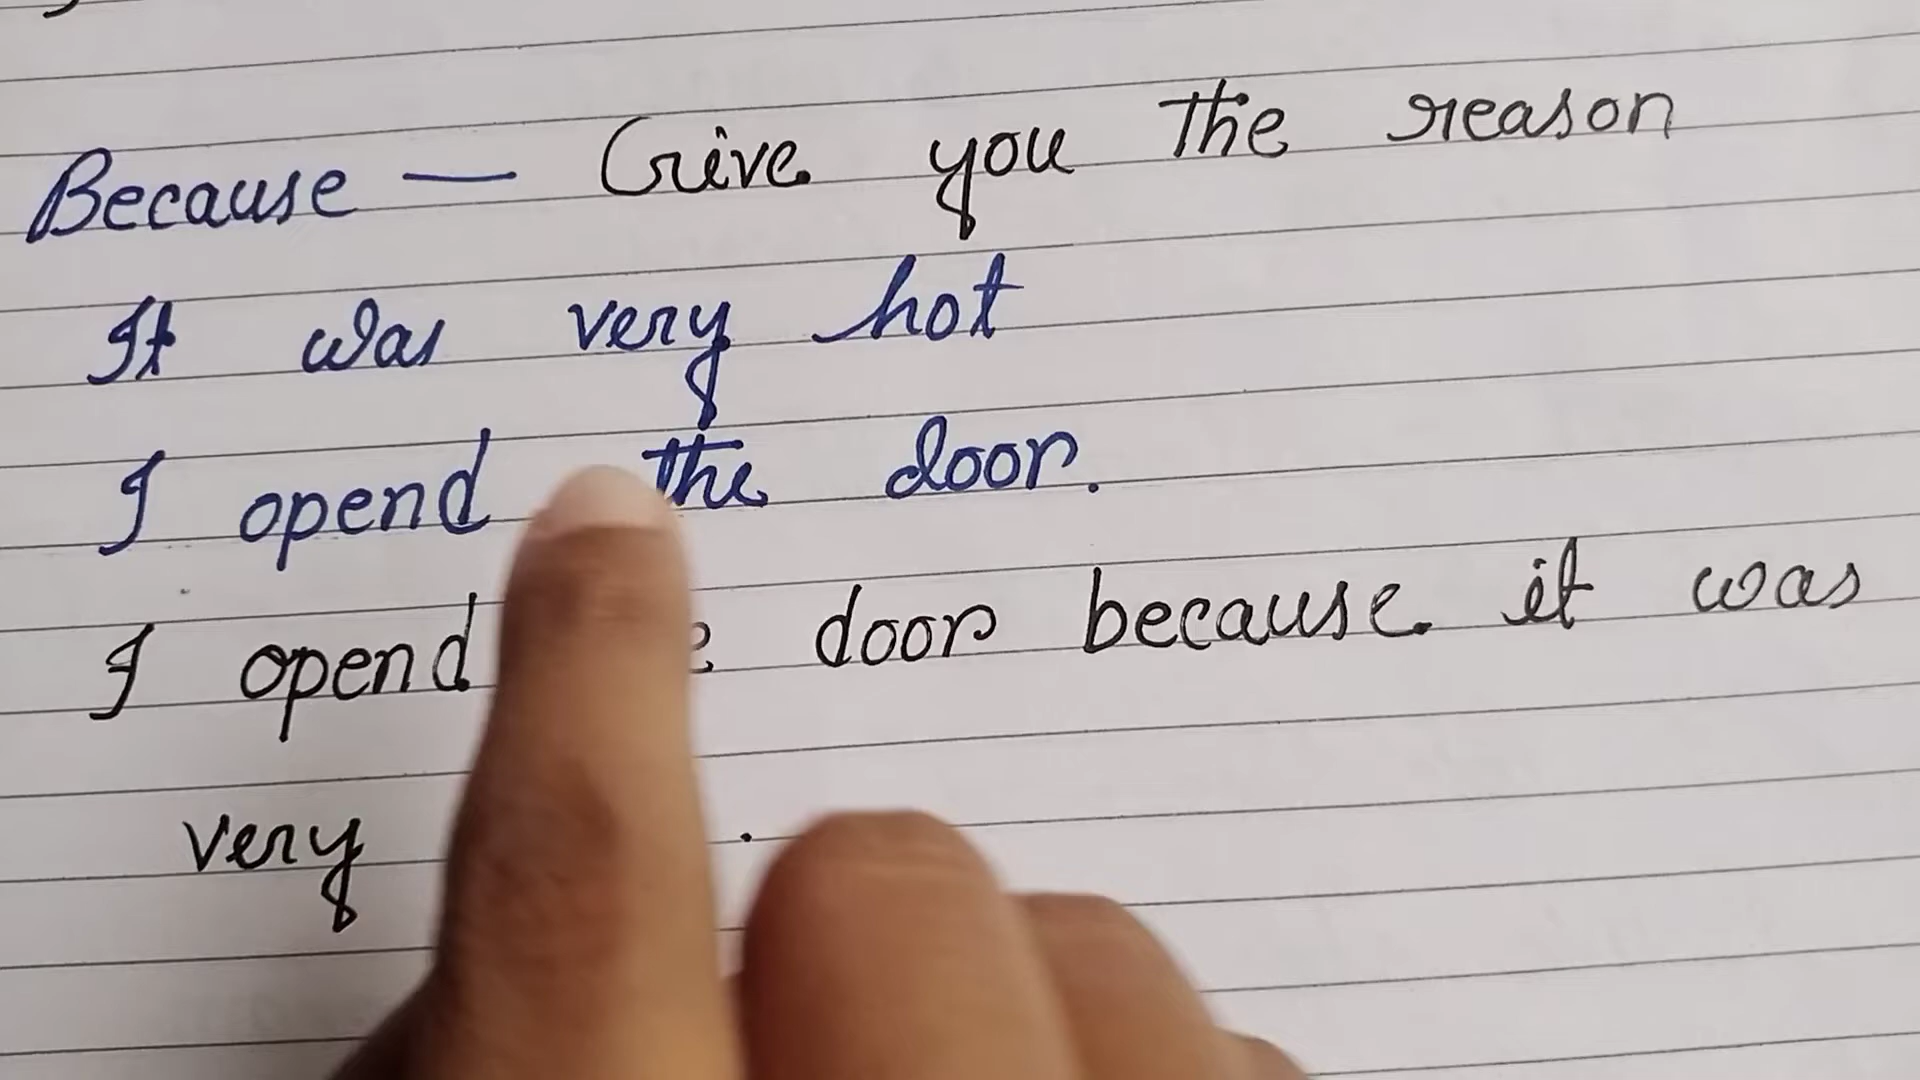 Because — Give you the reason
It was very hot
I opend the door.
I opend door because it was
very .